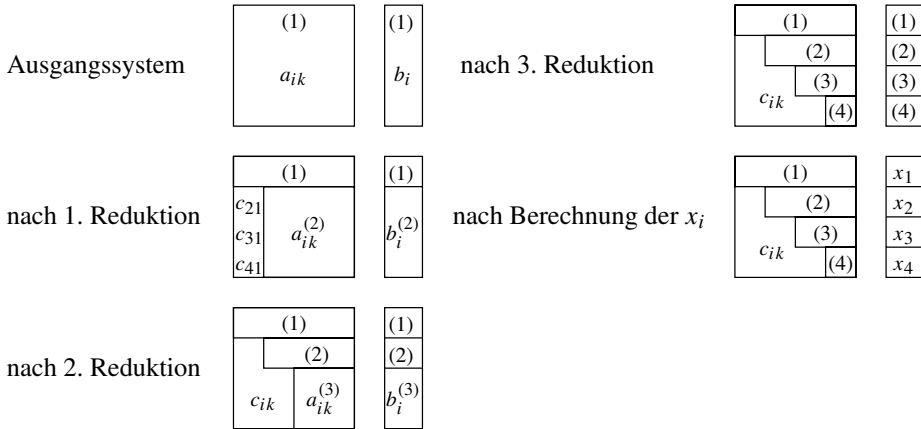 (1) (1)
Ausgangssystem
a_{ik} b_i
(1) (1)
(2) (2)
nach 3. Reduktion
(3) (3)
c_{ik}
(4) (4)
(1) (1)
c_{21}
nach 1. Reduktion
c_{31} a_{ik}^{(2)} b_i^{(2)}
c_{41}
(1) x_1
(2) x_2
nach Berechnung der x_i
(3) x_3
c_{ik}
(4) x_4
(1) (1)
(2) (2)
nach 2. Reduktion
c_{ik} a_{ik}^{(3)} b_i^{(3)}